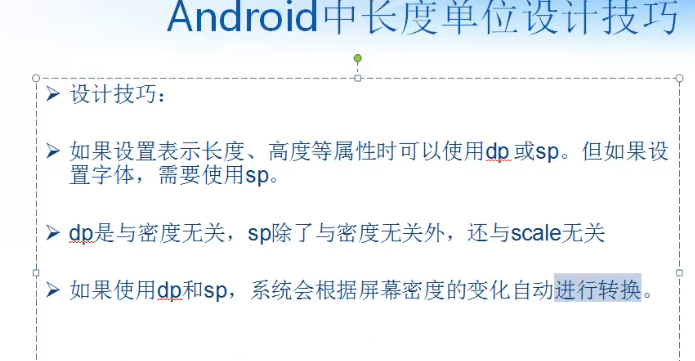 Android中长度单位设计技巧
设计技巧：
如果设置表示长度、高度等属性时可以使用dp 或sp。但如果设
置字体，需要使用sp。
dp是与密度无关，sp除了与密度无关外，还与scale无关
如果使用dp和sp，系统会根据屏幕密度的变化自动进行转换。